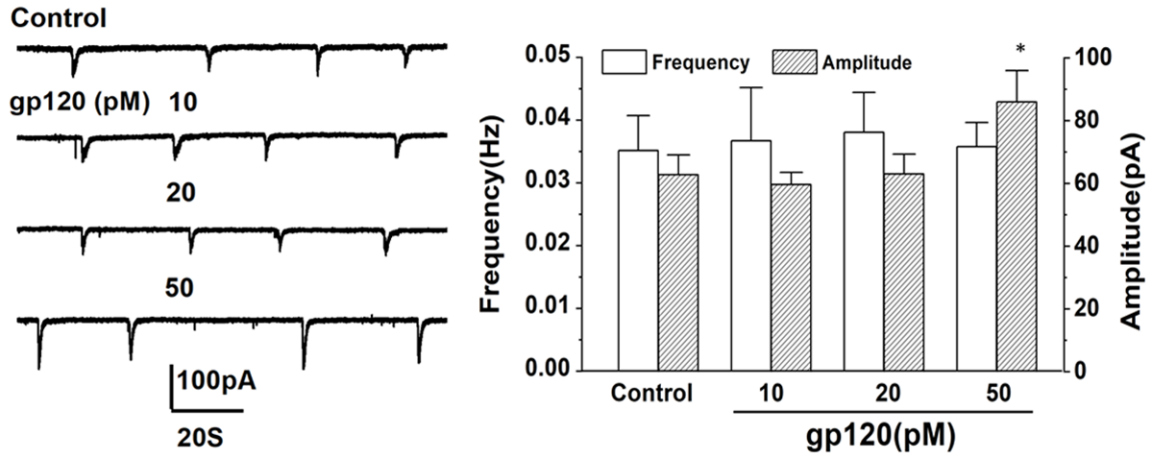 Control
gp120 (pM) 10
20
50
100pA
20S
Frequency Amplitude
*
0.05
0.04
0.03
0.02
0.01
0.00
Frequency(Hz)
100
80
60
40
20
0
Amplitude(pA)
Control 10 20 50
gp120(pM)